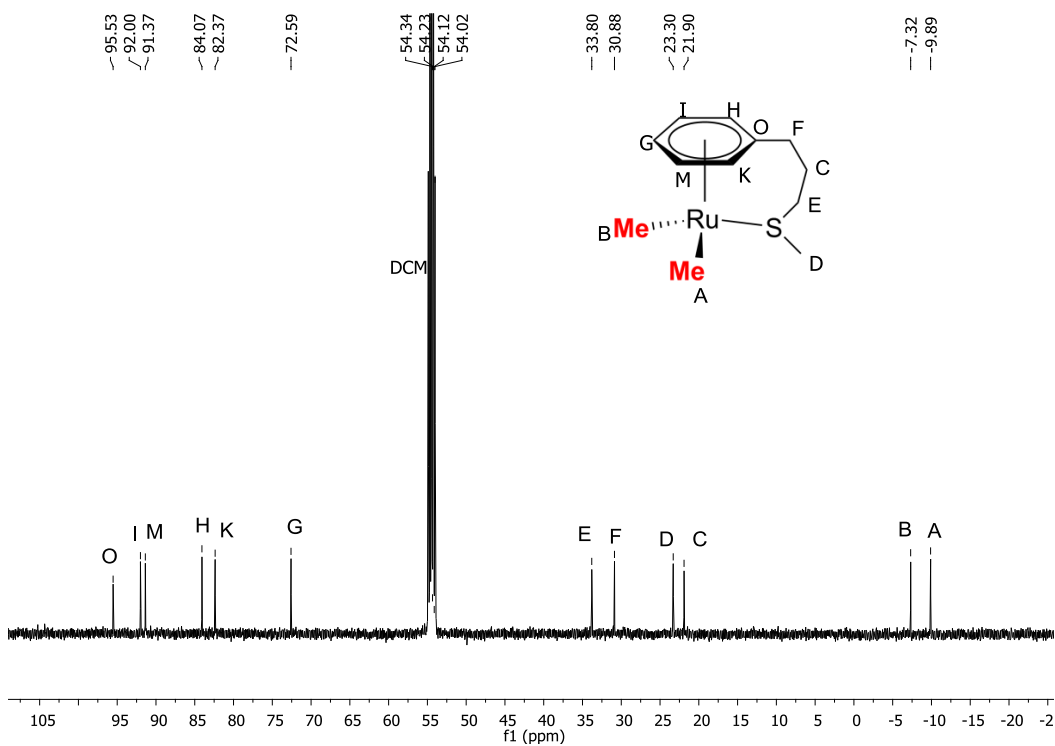 95.53
92.00
91.37
84.07
82.37
72.59
54.34
54.23
54.12
54.02
33.80
30.88
23.30
21.90
-7.32
-9.89
I H
G O F
M K C
E
B Me Ru S
D
Me
A
DCM
O I M H K G E F D C B A
105 95 90 85 80 75 70 65 60 55 50 45 40 35 30 25 20 15 10 5 0 -5 -10 -15 -20 -2
f1 (ppm)